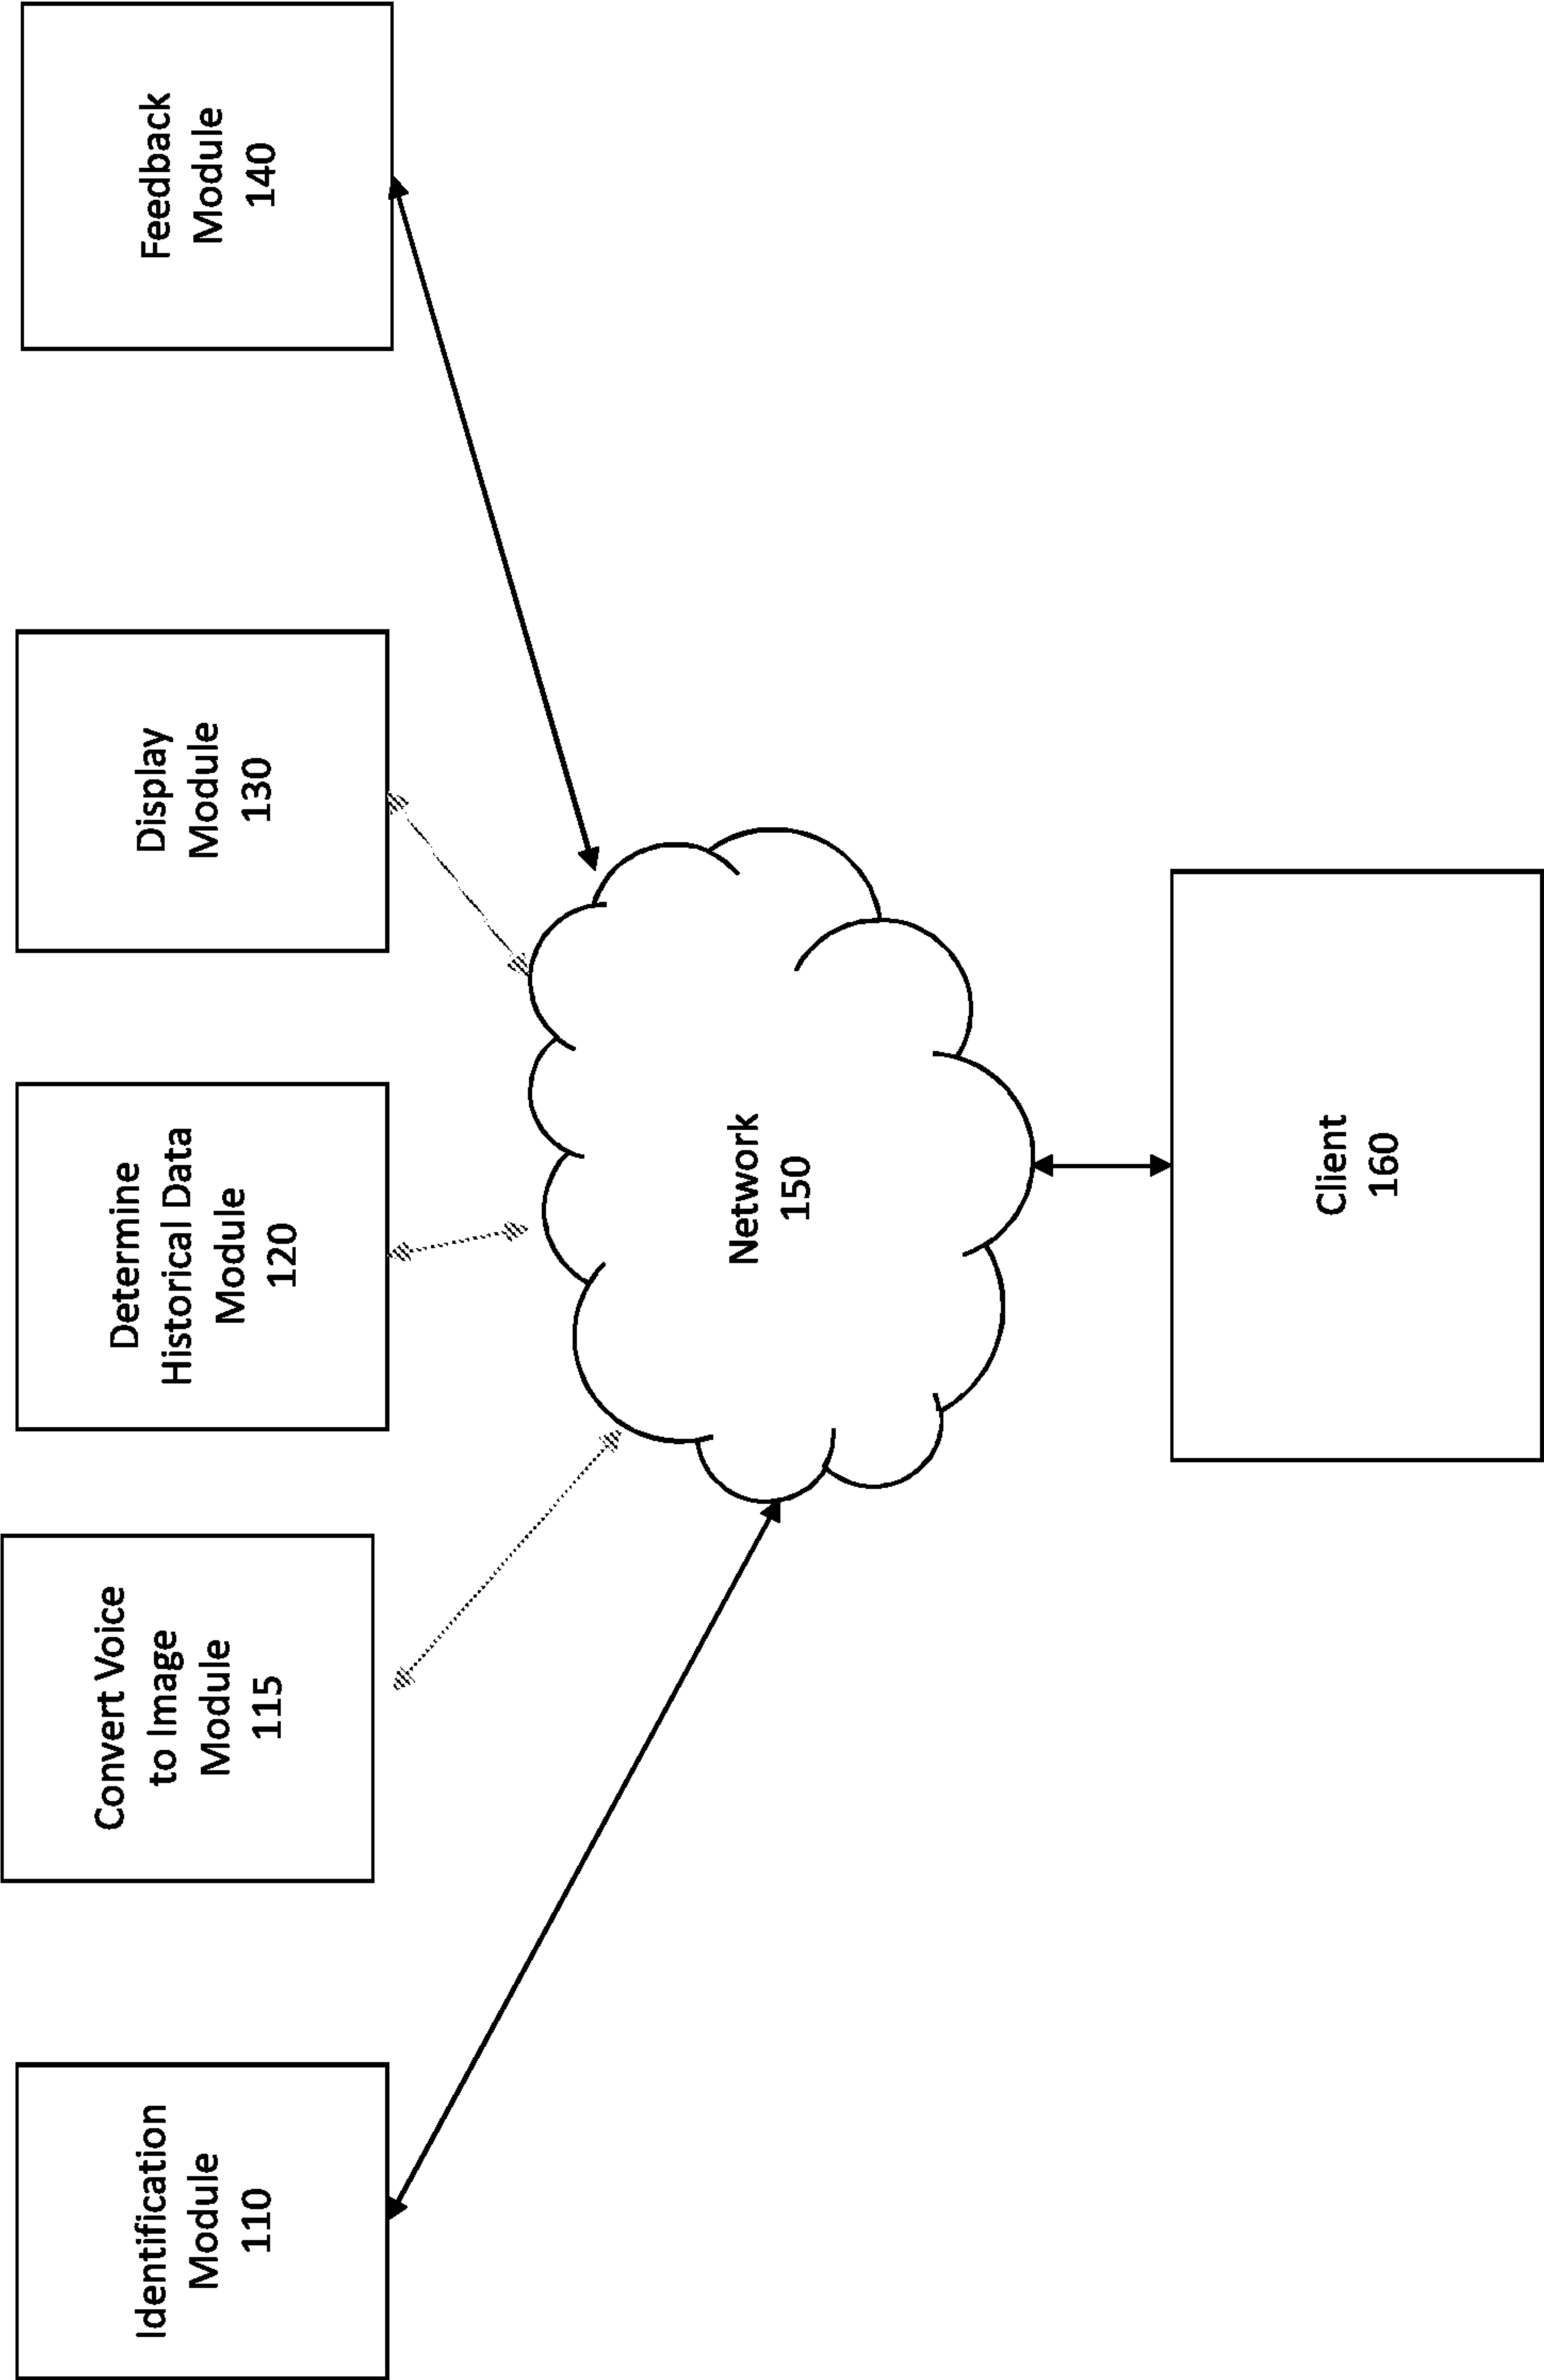 Identification
Module
110
Convert Voice
to Image
Module
115
Determine
Historical Data
Module
120
Display
Module
130
Feedback
Module
140
Network
150
Client
160